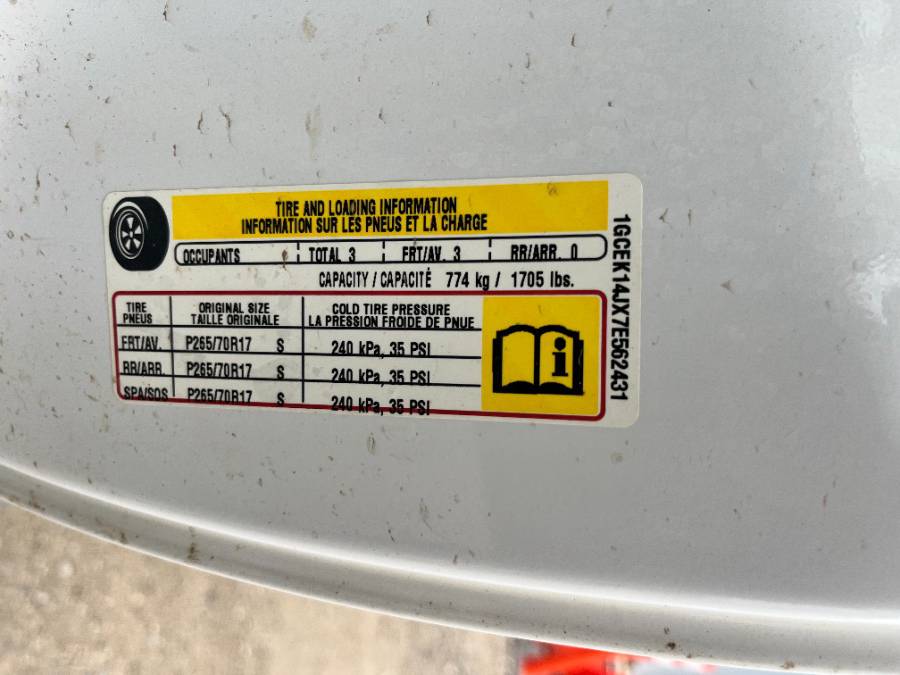 TIRE AND LOADING INFORMATION
INFORMATION SUR LES PNEUS ET LA CHARGE
OCCUPANTS TOTAL 3 FRT/AV. 3 RR/ARR. 0
CAPACITY / CAPACITÉ 774 kg / 1705 lbs.
TIRE PNEUS
ORIGINAL SIZE TAILLE ORIGINALE
COLD TIRE PRESSURE LA PRESSION FROIDE DE PNUE
FRT/AV. P265/70R17 S 240 kPa, 35 PSI
RR/ARR. P265/70R17 S 240 kPa, 35 PSI
SPA/SOS P265/70R17 S 240 kPa, 35 PSI
i
1GCEK14JX7E562431